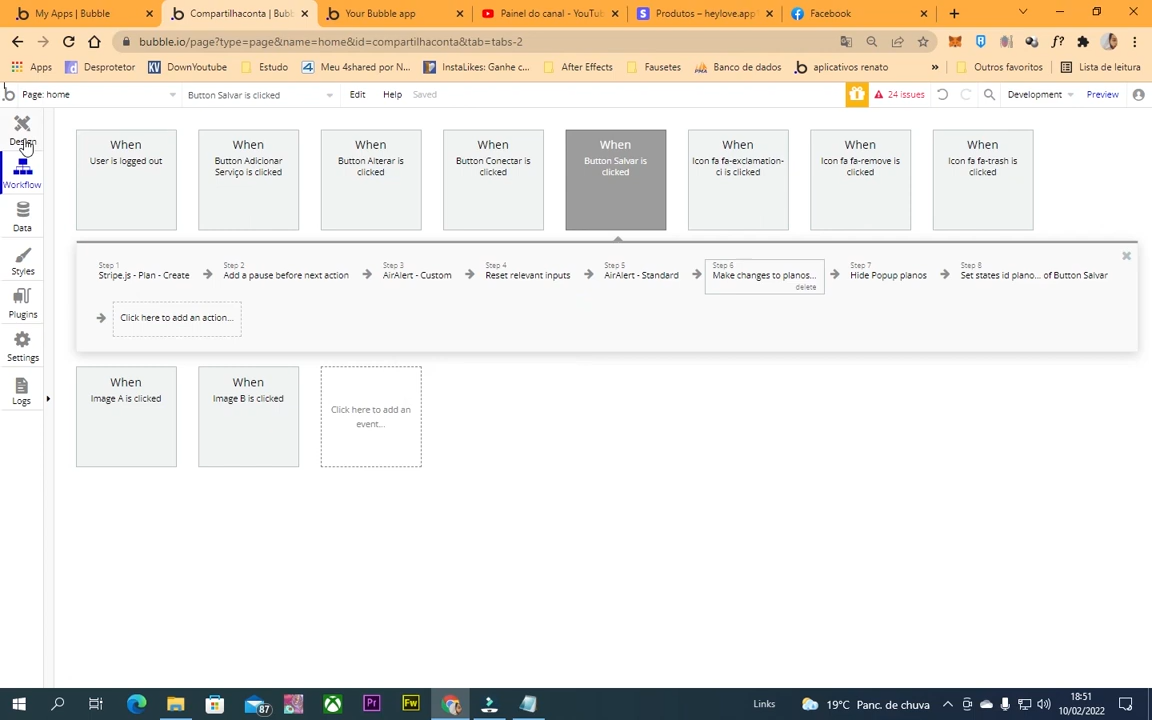 My Apps | Bubble
Compartilhaconta | Bubb
Your Bubble app
Painel do canal - YouTub
Produtos – heylove.app
Facebook
bubble.io/page?type=page&name=home&id=compartilhaconta&tab=tabs-2
f?
Apps
Desprotetor
DownYoutube
Estudo
Meu 4shared por N...
InstaLikes: Ganhe c...
After Effects
Fausetes
Banco de dados
aplicativos renato
»
Outros favoritos
Lista de leitura
Page: home
Button Salvar is clicked
Edit
Help
Saved
24 issues
Development
Preview
Design
Workflow
Data
Styles
Plugins
Settings
Logs
When
User is logged out
When
Button Adicionar
Serviço is clicked
When
Button Alterar is
clicked
When
Button Conectar is
clicked
When
Button Salvar is
clicked
When
Icon fa fa-exclamation-
ci is clicked
When
Icon fa fa-remove is
clicked
When
Icon fa fa-trash is
clicked
Step 1
Stripe.js - Plan - Create
Step 2
Add a pause before next action
Step 3
AirAlert - Custom
Step 4
Reset relevant inputs
Step 5
AirAlert - Standard
Step 6
Make changes to planos...
delete
Step 7
Hide Popup planos
Step 8
Set states id plano... of Button Salvar
Click here to add an action...
When
Image A is clicked
When
Image B is clicked
Click here to add an
event...
87
Pr
Fw
Links
19°C Panc. de chuva
18:51
10/02/2022